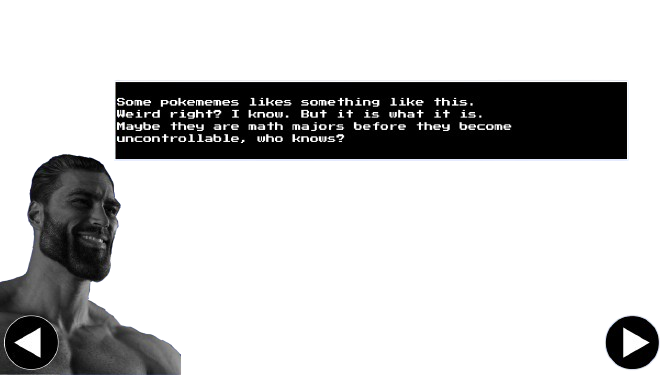 Some pokememes likes something like this.
Weird right? I know. But it is what it is.
Maybe they are math majors before they become
uncontrollable, who knows?